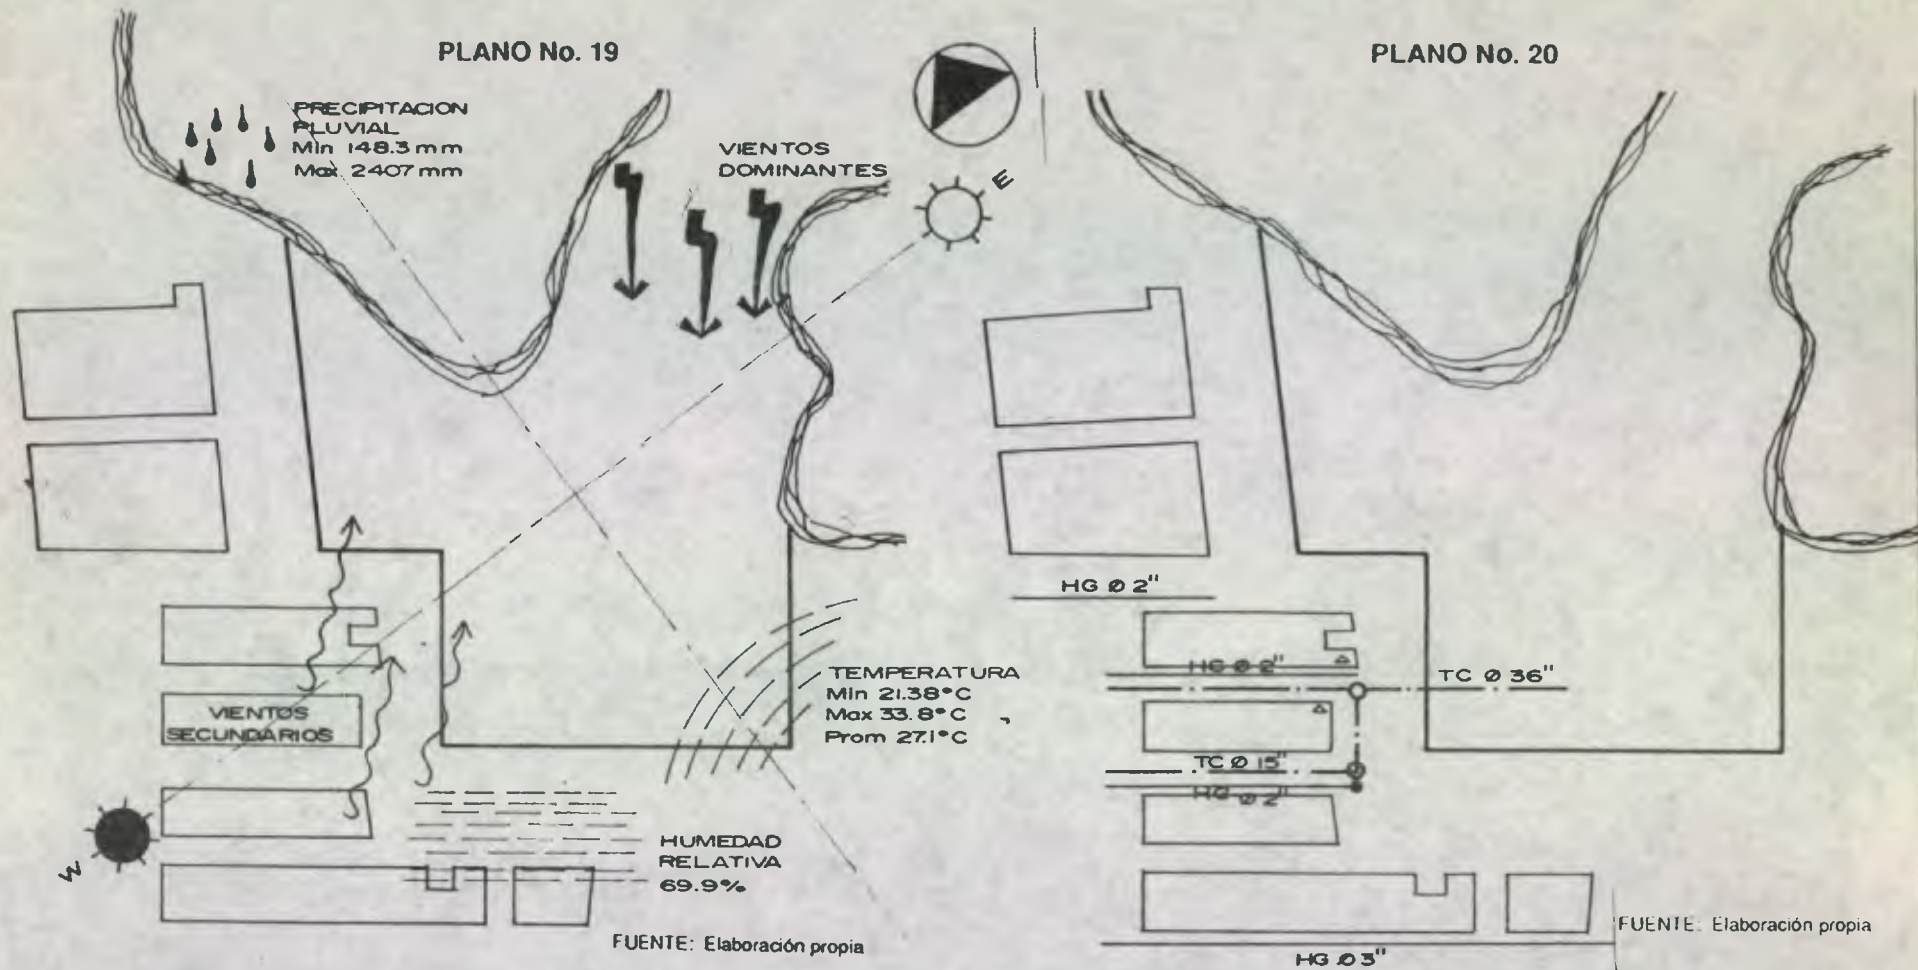 PLANO No. 19
PRECIPITACION
PLUVIAL
Min 148.3 mm
Max 2407 mm
VIENTOS
DOMINANTES
E
TEMPERATURA
Min 21.38°C
Max 33.8°C
Prom 27.1°C
VIENTOS
SECUNDARIOS
W
HUMEDAD
RELATIVA
69.9%
FUENTE: Elaboración propia
PLANO No. 20
HG Ø 2"
HG Ø 2"
TC Ø 36"
TC Ø 15"
HG Ø 2"
FUENTE: Elaboración propia
HG Ø 3"